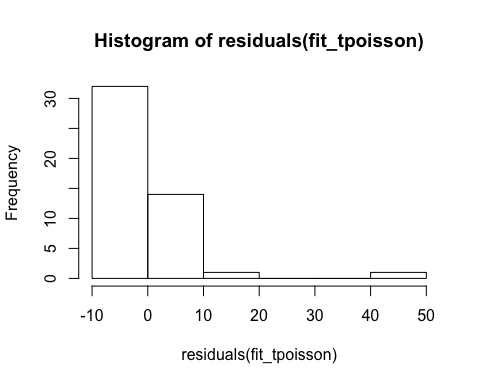 Histogram of residuals(fit_tpoisson)
Frequency
30
20
10
5
0
-10 0 10 20 30 40 50
residuals(fit_tpoisson)